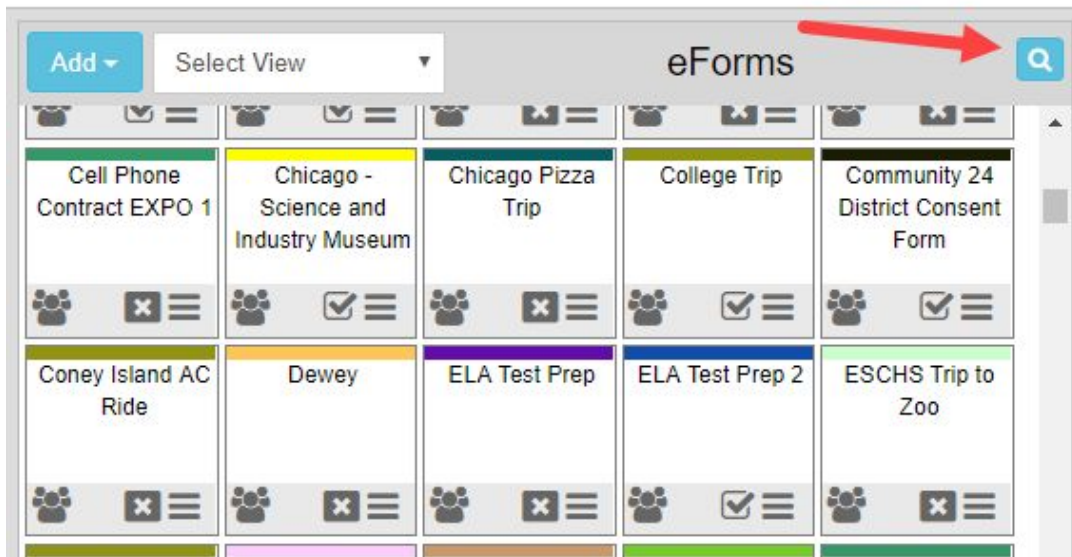 Add
Select View
eForms
Cell Phone
Contract EXPO 1
Chicago -
Science and
Industry Museum
Chicago Pizza
Trip
College Trip
Community 24
District Consent
Form
Coney Island AC
Ride
Dewey
ELA Test Prep
ELA Test Prep 2
ESCHS Trip to
Zoo